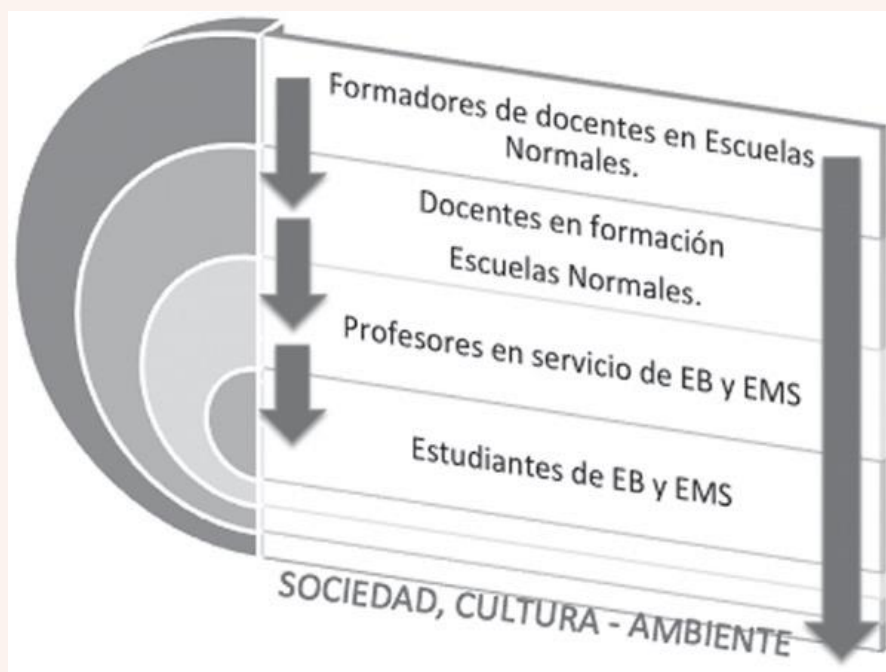 Formadores de docentes en Escuelas
Normales.
Docentes en formación
Escuelas Normales.
Profesores en servicio de EB y EMS
Estudiantes de EB y EMS
SOCIEDAD, CULTURA - AMBIENTE